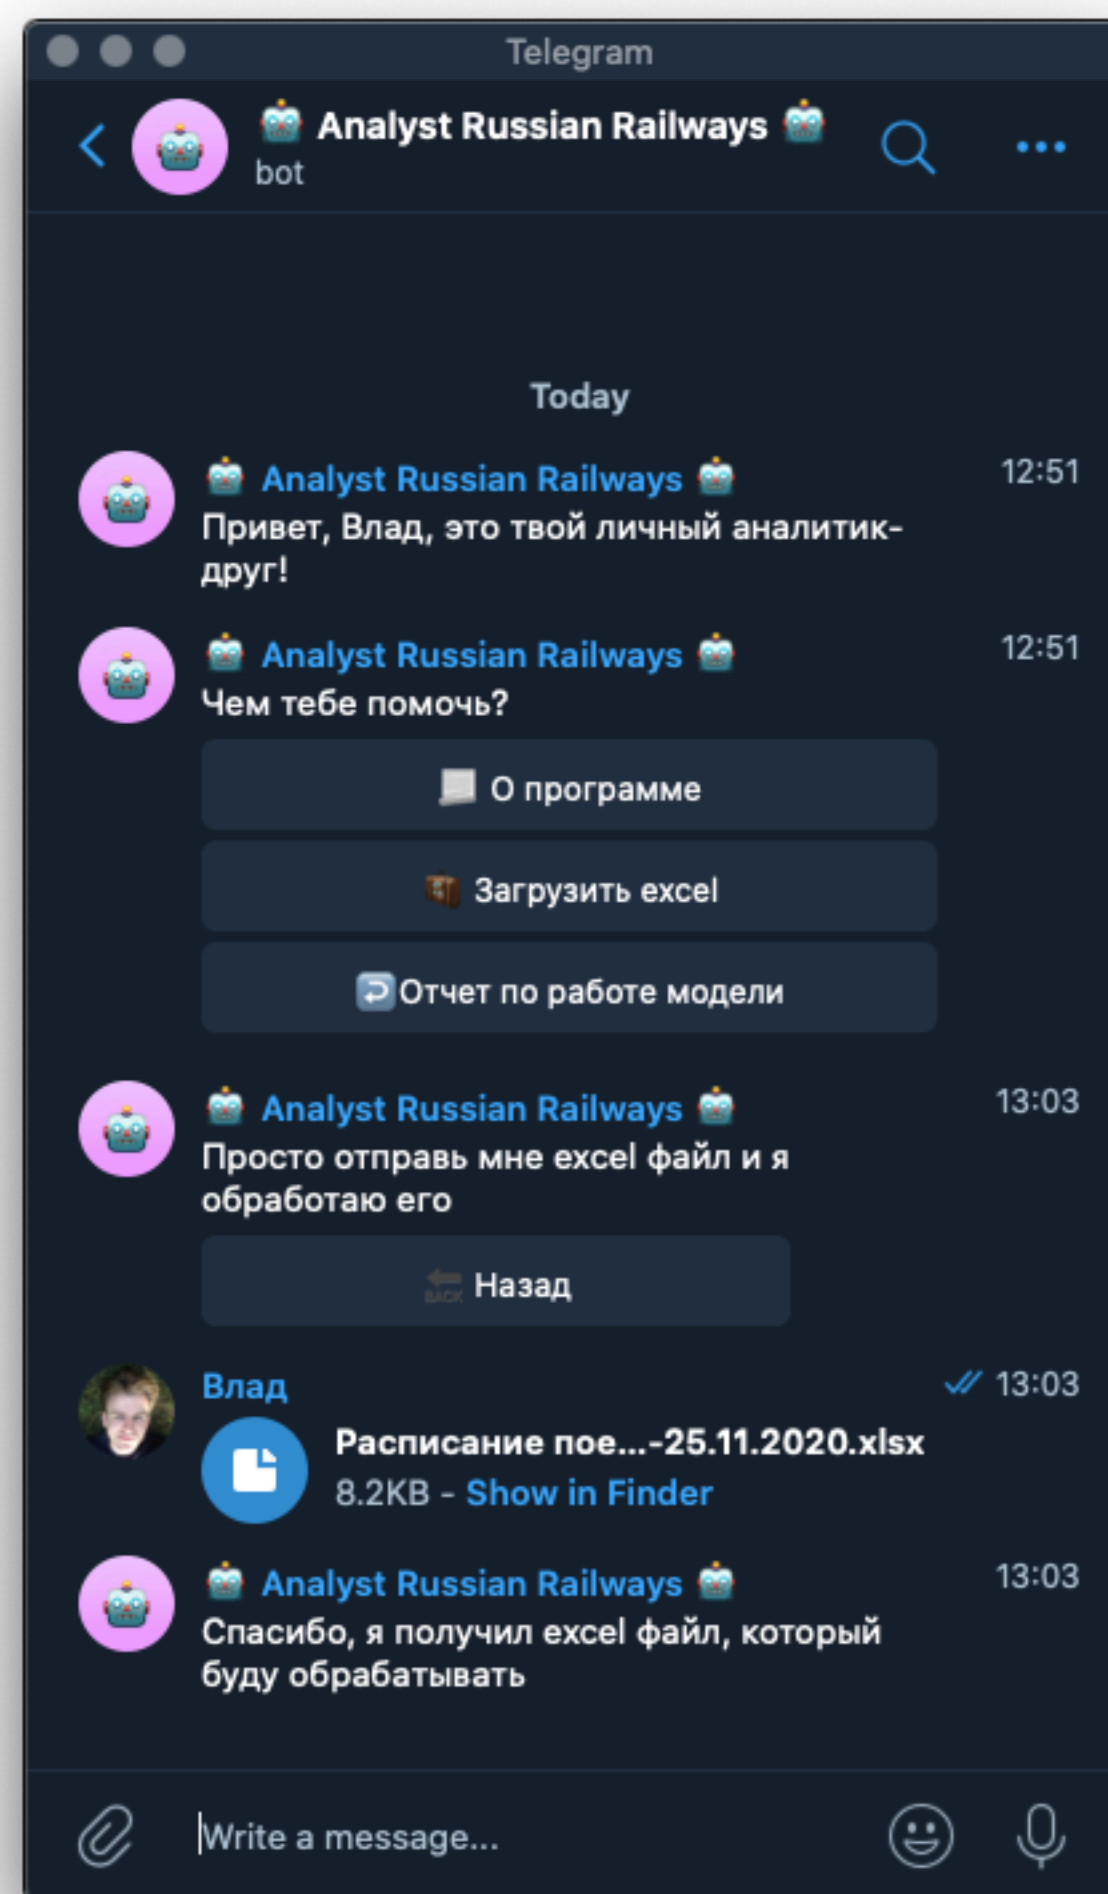 Telegram
🤖 Analyst Russian Railways 🤖
bot
Today
🤖 Analyst Russian Railways 🤖 12:51
Привет, Влад, это твой личный аналитик-
друг!
🤖 Analyst Russian Railways 🤖 12:51
Чем тебе помочь?
О программе
Загрузить excel
Отчет по работе модели
🤖 Analyst Russian Railways 🤖 13:03
Просто отправь мне excel файл и я
обработаю его
🔙 Назад
Влад 13:03
Расписание пое...-25.11.2020.xlsx
8.2KB - Show in Finder
🤖 Analyst Russian Railways 🤖 13:03
Спасибо, я получил excel файл, который
буду обрабатывать
Write a message...